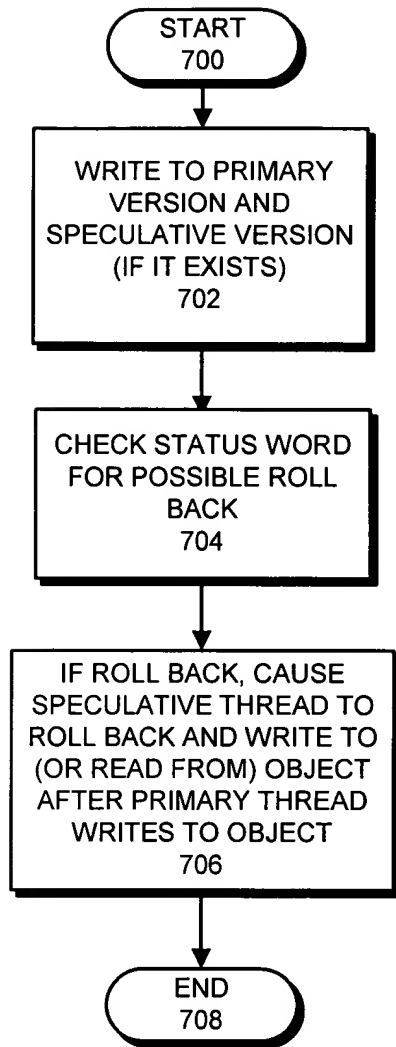 START
700
WRITE TO PRIMARY
VERSION AND
SPECULATIVE VERSION
(IF IT EXISTS)
702
CHECK STATUS WORD
FOR POSSIBLE ROLL
BACK
704
IF ROLL BACK, CAUSE
SPECULATIVE THREAD TO
ROLL BACK AND WRITE TO
(OR READ FROM) OBJECT
AFTER PRIMARY THREAD
WRITES TO OBJECT
706
END
708